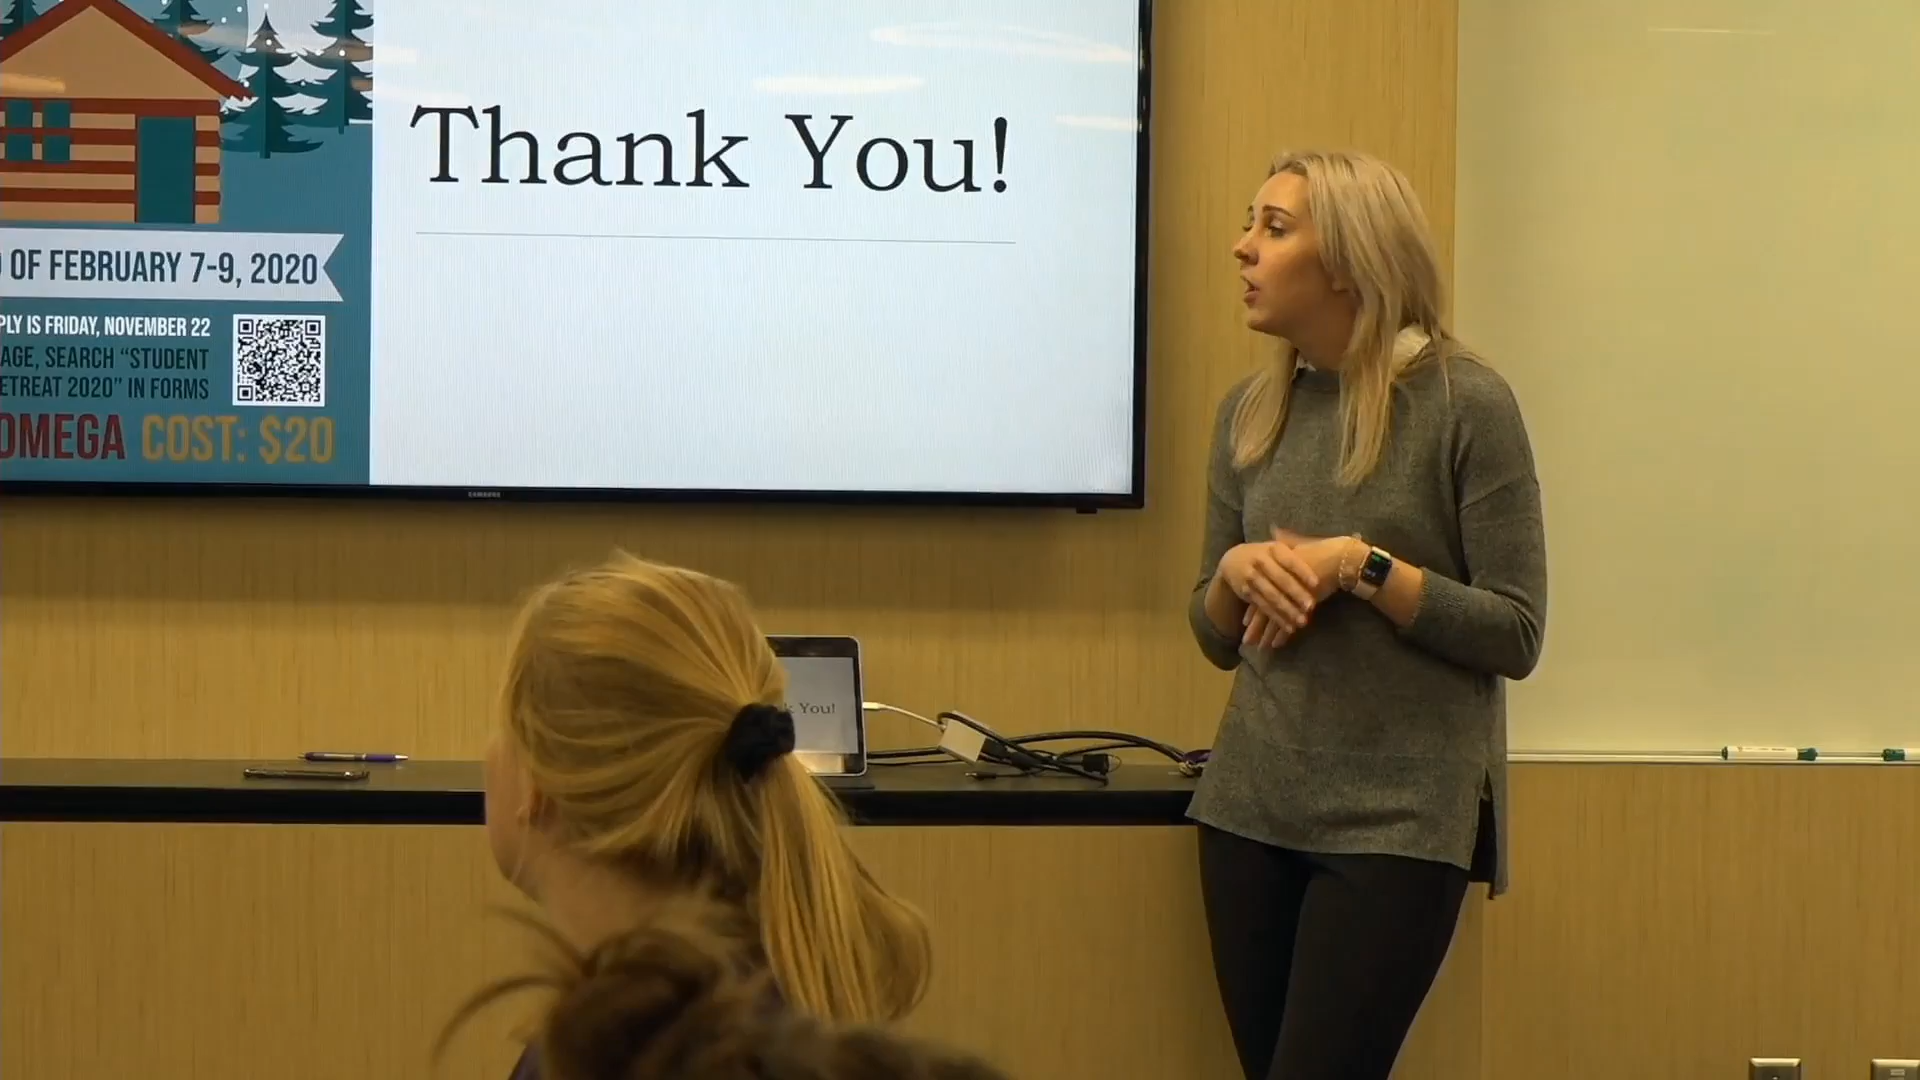 Thank You!
OF FEBRUARY 7-9, 2020
PLY IS FRIDAY, NOVEMBER 22
AGE, SEARCH “STUDENT
ETREAT 2020” IN FORMS
OMEGA COST: $20
SAMSUNG
k You!